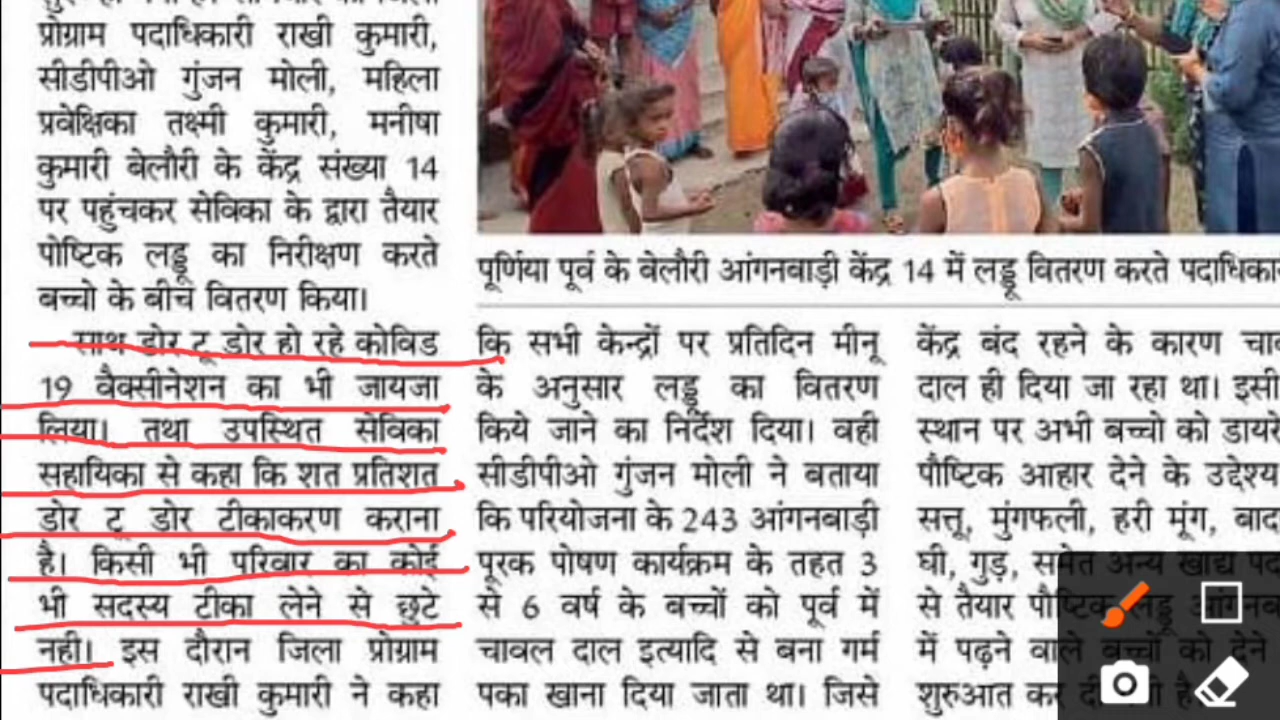 प्रोग्राम पदाधिकारी राखी कुमारी,
सीडीपीओ गुंजन मोली, महिला
प्रवेक्षिका तक्ष्मी कुमारी, मनीषा
कुमारी बेलौरी के केंद्र संख्या 14
पर पहुंचकर सेविका के द्वारा तैयार
पोष्टिक लड्डू का निरीक्षण करते
बच्चो के बीच वितरण किया।
साथ डोर टू डोर हो रहे कोविड
19 वैक्सीनेशन का भी जायजा
लिया। तथा उपस्थित सेविका
सहायिका से कहा कि शत प्रतिशत
डोर टू डोर टीकाकरण कराना
है। किसी भी परिवार का कोई
भी सदस्य टीका लेने से छुटे
नही। इस दौरान जिला प्रोग्राम
पदाधिकारी राखी कुमारी ने कहा
पूर्णिया पूर्व के वेलौरी आंगनबाड़ी केंद्र 14 में लड्डू वितरण करते
कि सभी केन्द्रों पर प्रतिदिन मीनू
के अनुसार लड्डू का वितरण
किये जाने का निर्देश दिया। वही
सीडीपीओ गुंजन मोली ने बताया
कि परियोजना के 243 आंगनबाड़ी
पूरक पोषण कार्यक्रम के तहत 3
से 6 वर्ष के बच्चों को पूर्व में
चावल दाल इत्यादि से बना गर्म
पका खाना दिया जाता था। जिसे
केंद्र बंद रहने के कारण
दाल ही दिया जा रहा था। इसी
स्थान पर अभी बच्चो को
पौष्टिक आहार देने के उद्देश्य
सत्तू, मुंगफली, हरी मूंग,
घी, गुड़, समेत अन्य खाद्य
से तैयार पौष्टिक लड्डू
में पढ़ने वाले बच्चों को देने
शुरुआत कर